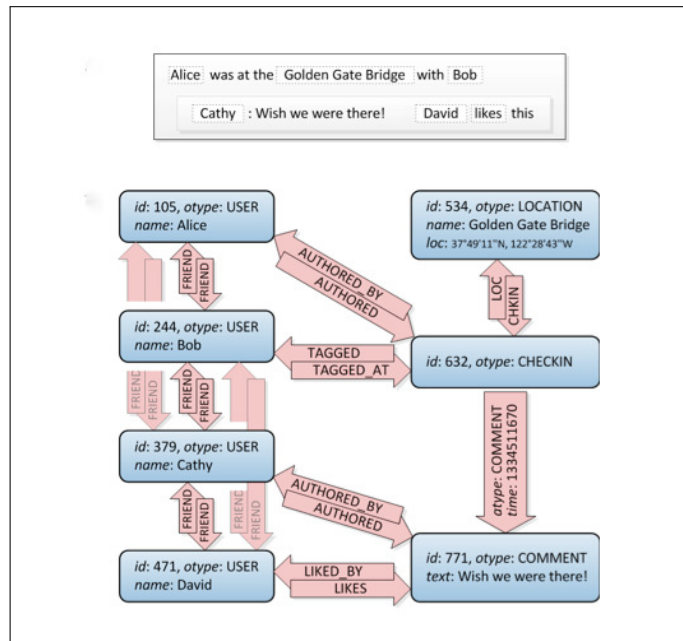 Alice was at the Golden Gate Bridge with Bob
Cathy : Wish we were there! David likes this
id: 105, otype: USER
name: Alice
id: 534, otype: LOCATION
name: Golden Gate Bridge
loc: 37°49'11"N, 122°28'43"W
FRIEND
FRIEND
AUTHORED_BY
AUTHORED
LOC
CHKIN
id: 244, otype: USER
name: Bob
TAGGED
TAGGED_AT
id: 632, otype: CHECKIN
FRIEND
FRIEND
FRIEND
FRIEND
otype: COMMENT
time: 1334511670
id: 379, otype: USER
name: Cathy
AUTHORED_BY
AUTHORED
FRIEND
FRIEND
FRIEND
FRIEND
id: 471, otype: USER
name: David
LIKED_BY
LIKES
id: 771, otype: COMMENT
text: Wish we were there!